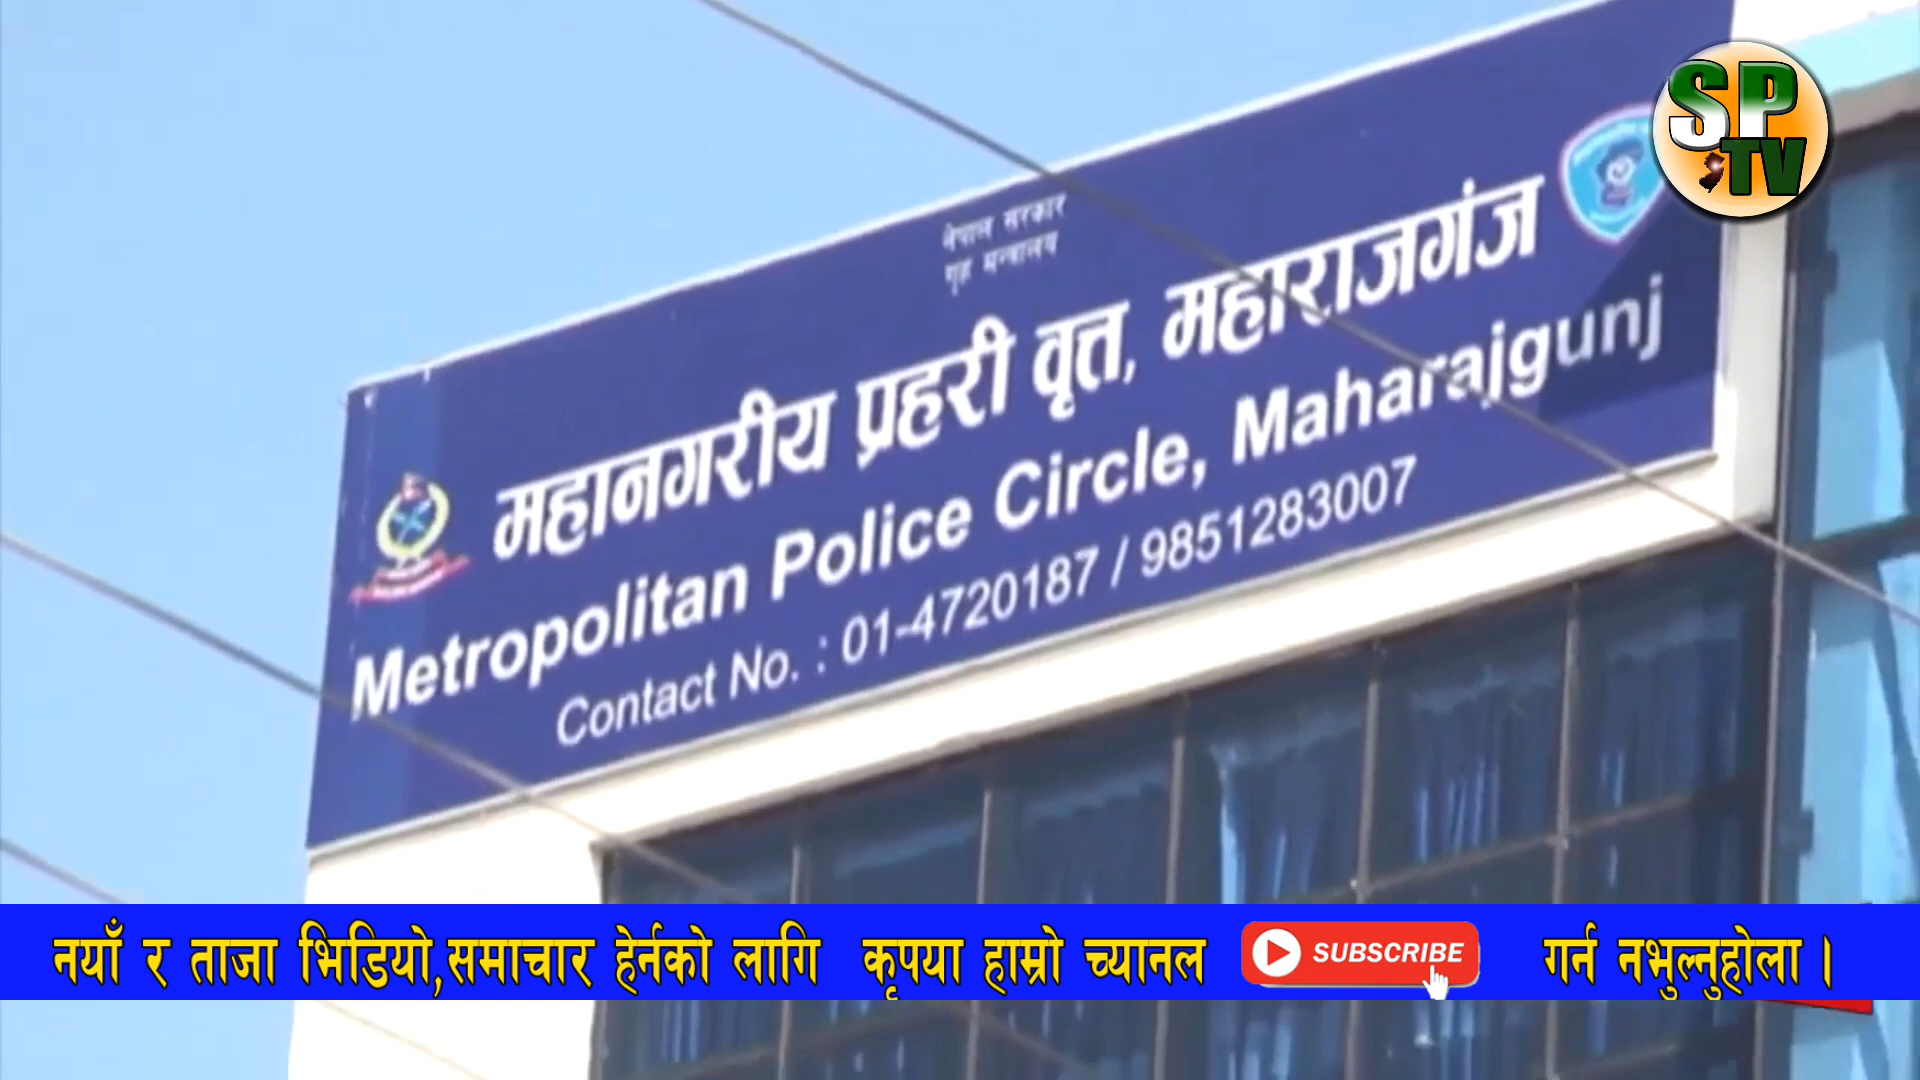 नेपाल सरकार
गृह मन्त्रालय
महानगरीय प्रहरी वृत्त, महाराजगंज
Metropolitan Police Circle, Maharajgunj
Contact No. : 01-4720187 / 9851283007
SP
TV
नयाँ र ताजा भिडियो,समाचार हेर्नको लागि कृपया हाम्रो च्यानल SUBSCRIBE गर्न नभुल्नुहोला ।